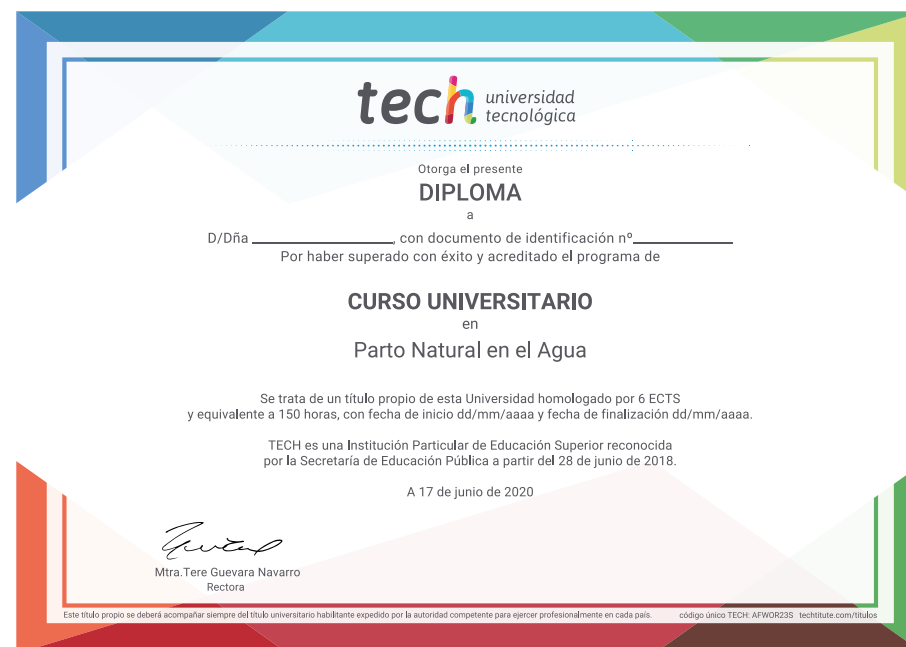 tech universidad
tecnológica
Otorga el presente
DIPLOMA
a
D/Dña ____________, con documento de identificación nº____________
Por haber superado con éxito y acreditado el programa de
CURSO UNIVERSITARIO
en
Parto Natural en el Agua
Se trata de un título propio de esta Universidad homologado por 6 ECTS
y equivalente a 150 horas, con fecha de inicio dd/mm/aaaa y fecha de finalización dd/mm/aaaa.
TECH es una Institución Particular de Educación Superior reconocida
por la Secretaría de Educación Pública a partir del 28 de junio de 2018.
A 17 de junio de 2020
Mtra.Tere Guevara Navarro
Rectora
Este título propio se deberá acompañar siempre del título universitario habilitante expedido por la autoridad competente para ejercer profesionalmente en cada país. código único TECH: AFWOR23S techtitute.com/titulos